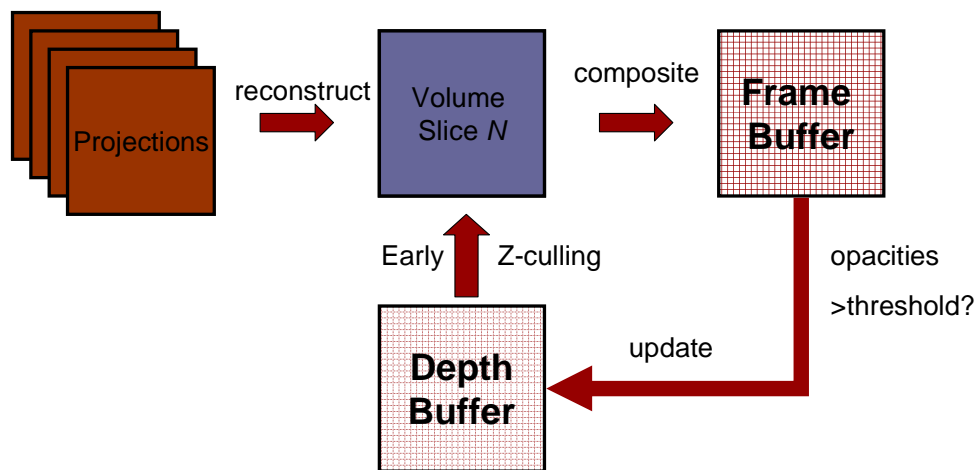 Projections
reconstruct
Volume
Slice N
composite
Frame
Buffer
opacities
>threshold?
update
Depth
Buffer
Early Z-culling